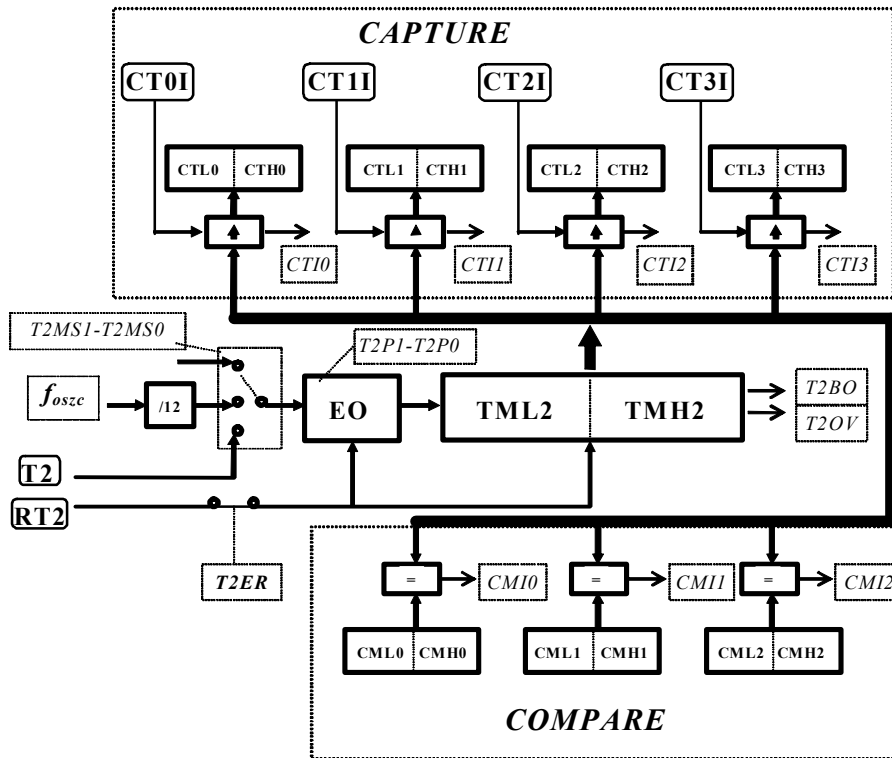 CAPTURE
CT0I CT1I CT2I CT3I
CTL0 CTH0 CTL1 CTH1 CTL2 CTH2 CTL3 CTH3
CTI0 CTI1 CTI2 CTI3
T2MS1-T2MS0 T2P1-T2P0
foszc /12 EO TML2 TMH2 T2BO
T2OV
T2
RT2
T2ER
= CMI0 = CMI1 = CMI2
CML0 CMH0 CML1 CMH1 CML2 CMH2
COMPARE